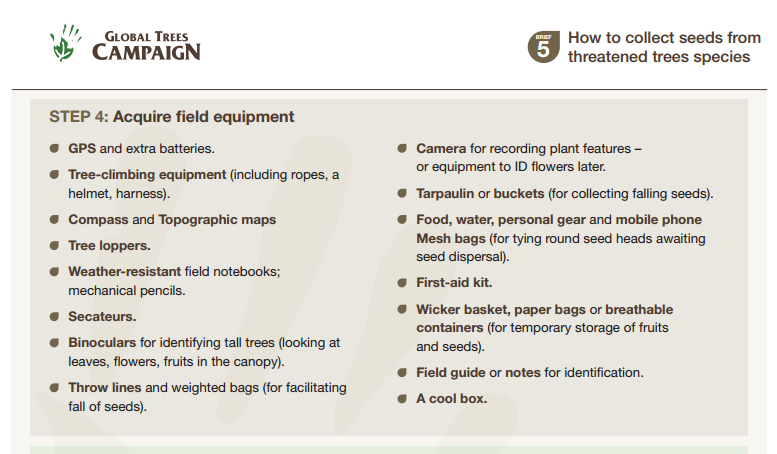 GLOBAL TREES
CAMPAIGN
BRIEF
5
How to collect seeds from
threatened trees species
STEP 4: Acquire field equipment
GPS and extra batteries.
Tree-climbing equipment (including ropes, a
helmet, harness).
Compass and Topographic maps
Tree loppers.
Weather-resistant field notebooks;
mechanical pencils.
Secateurs.
Binoculars for identifying tall trees (looking at
leaves, flowers, fruits in the canopy).
Throw lines and weighted bags (for facilitating
fall of seeds).
Camera for recording plant features –
or equipment to ID flowers later.
Tarpaulin or buckets (for collecting falling seeds).
Food, water, personal gear and mobile phone
Mesh bags (for tying round seed heads awaiting
seed dispersal).
First-aid kit.
Wicker basket, paper bags or breathable
containers (for temporary storage of fruits
and seeds).
Field guide or notes for identification.
A cool box.